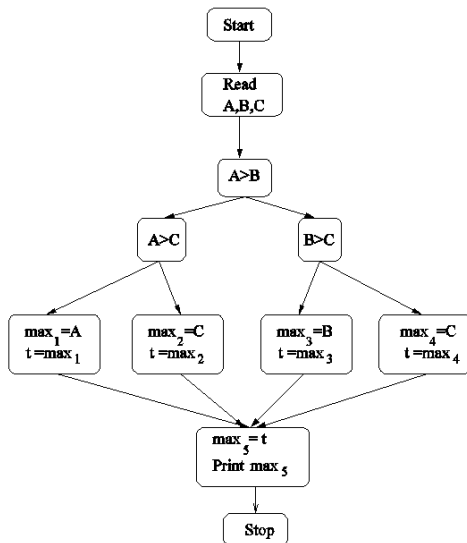 Start
Read
A,B,C
A>B
A>C
B>C
max₁=A
t =max₁
max₂=C
t =max₂
max₃=B
t =max₃
max₄=C
t =max₄
max₅= t
Print max₅
Stop